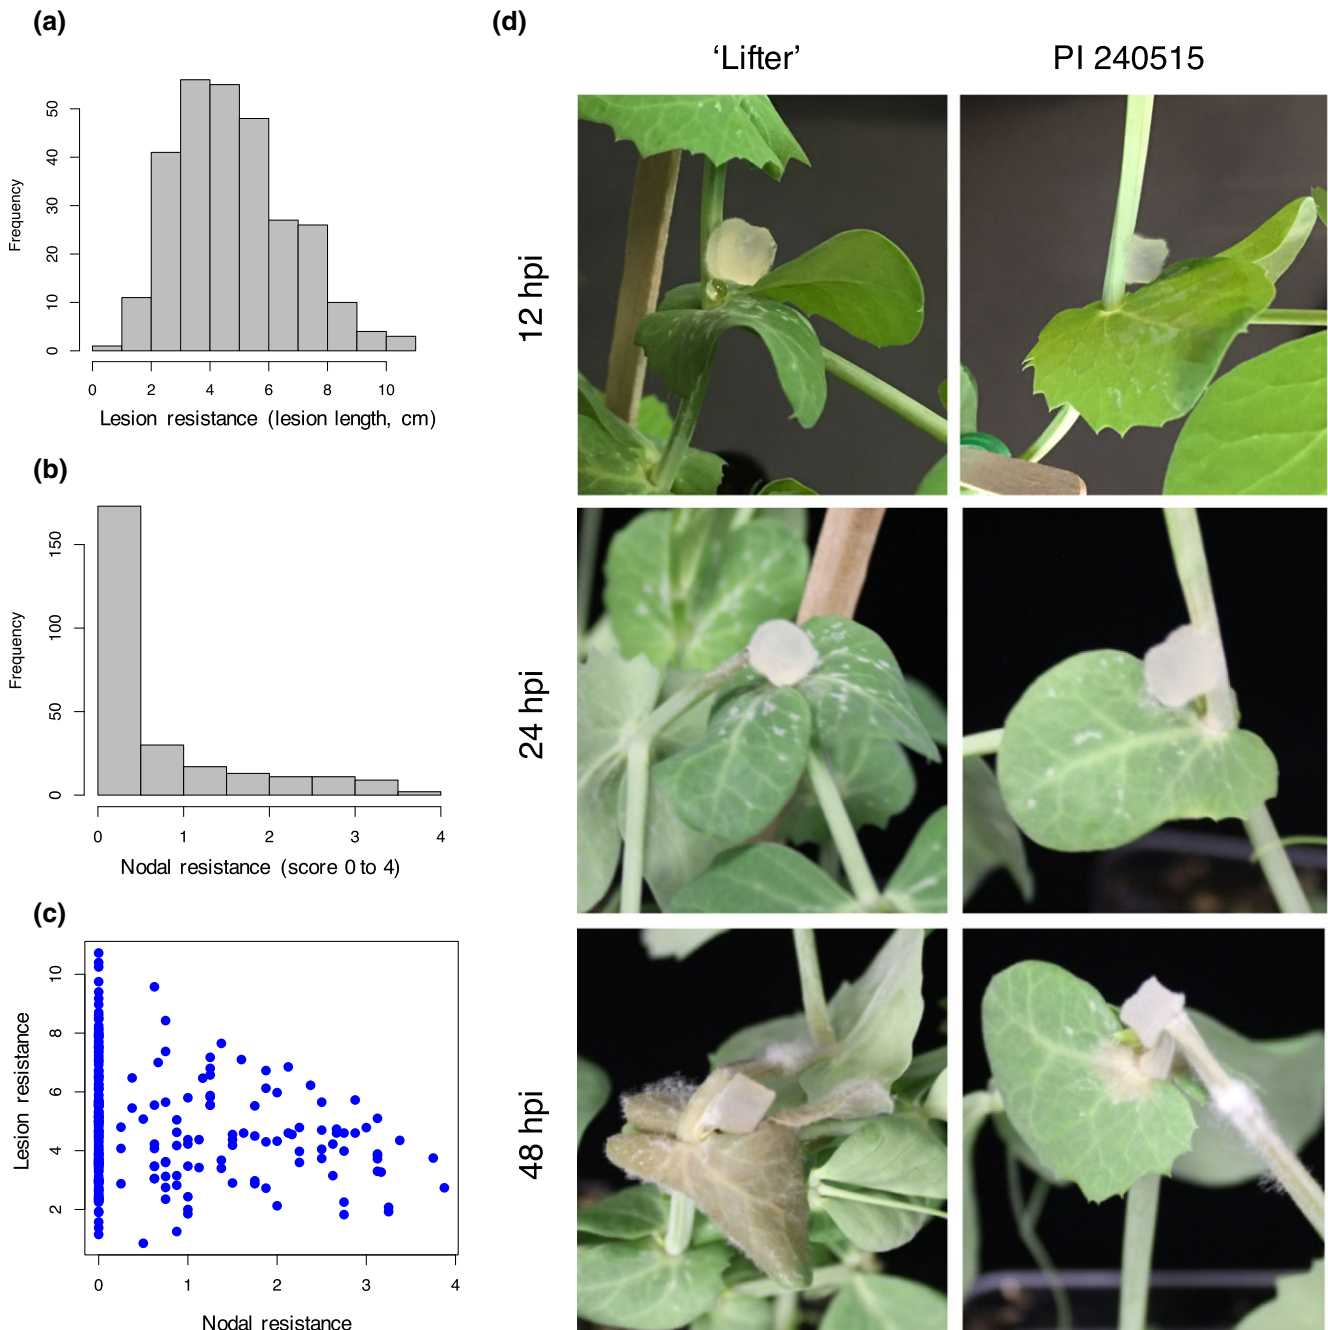 (a)
Frequency
0
10
20
30
40
50
0 2 4 6 8 10
Lesion resistance (lesion length, cm)
(b)
Frequency
0
50
100
150
0 1 2 3 4
Nodal resistance (score 0 to 4)
(c)
Lesion resistance
2
4
6
8
10
0 1 2 3 4
Nodal resistance
(d)
‘Lifter’ PI 240515
12 hpi
24 hpi
48 hpi